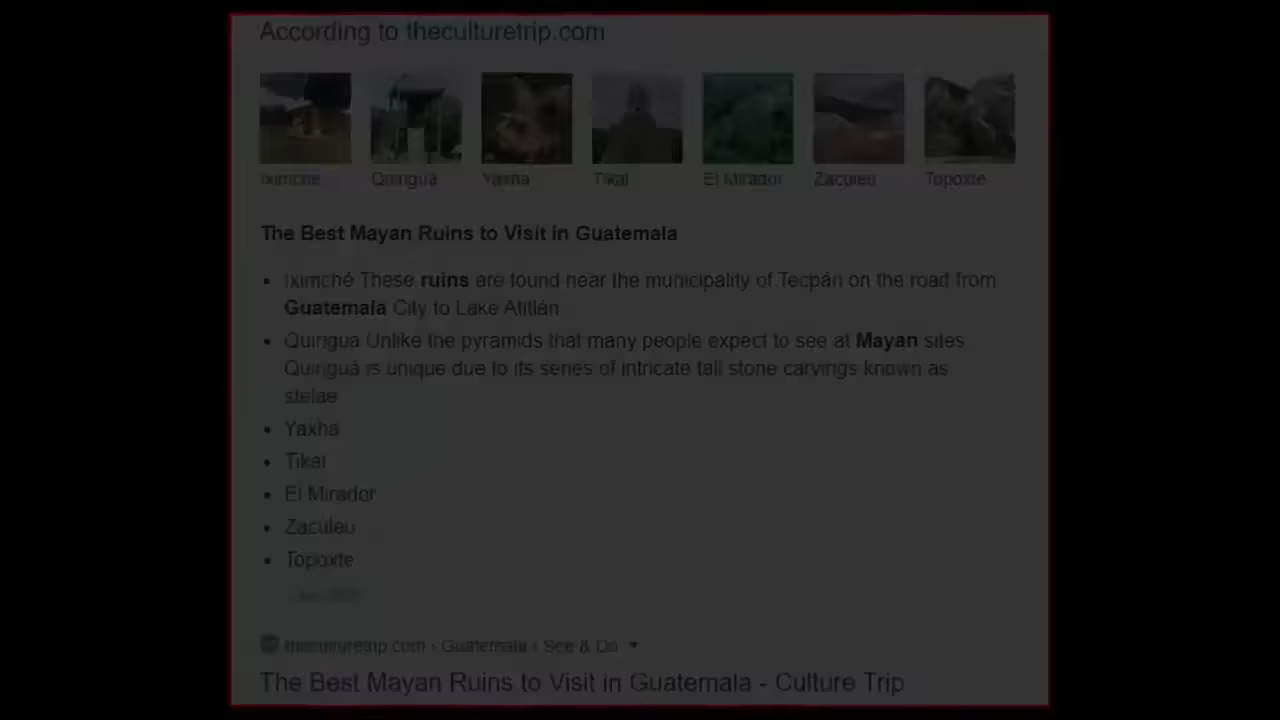 According to theculturetrip.com
Iximché Quiriguá Yaxha Tikal El Mirador Zaculeu Topoxte
The Best Mayan Ruins to Visit in Guatemala
• Iximché These ruins are found near the municipality of Tecpán on the road from
Guatemala City to Lake Atitlán
• Quirigua Unlike the pyramids that many people expect to see at Mayan sites
Quiriguá is unique due to its series of intricate tall stone carvings known as
stelae
• Yaxha
• Tikal
• El Mirador
• Zaculeu
• Topoxte
theculturetrip.com › Guatemala › See & Do
The Best Mayan Ruins to Visit in Guatemala - Culture Trip